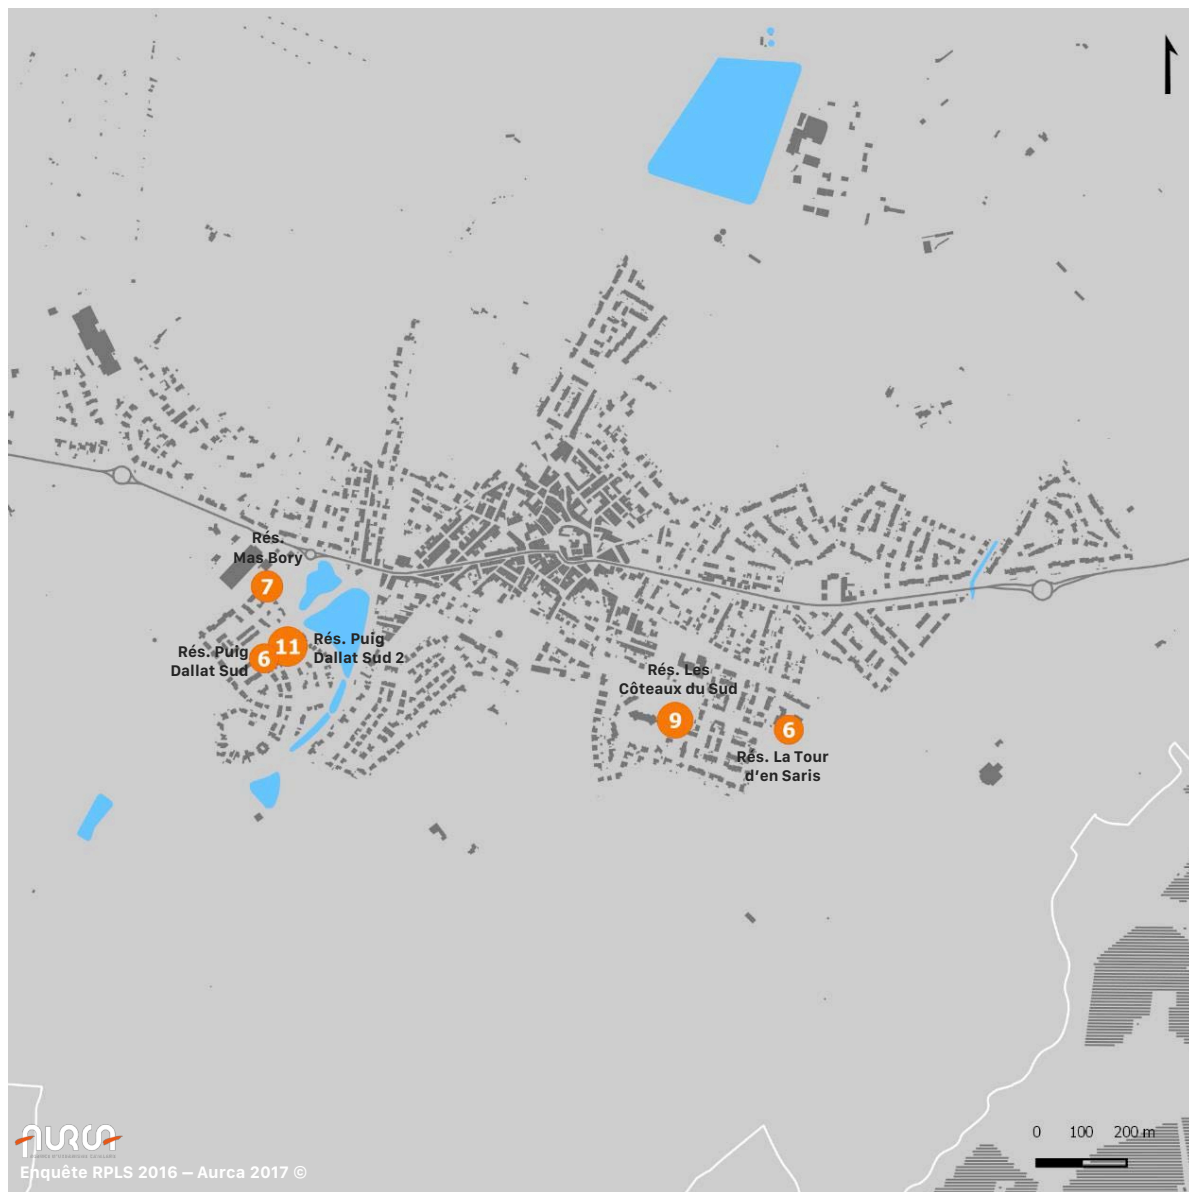 Rés.
Mas Bory
7
Rés. Puig
Dallat Sud
6
11
Rés. Puig
Dallat Sud 2
Rés. Les
Côteaux du Sud
9
6
Rés. La Tour
d'en Saris
0 100 200 m
AURCA
Enquête RPLS 2016 – Aurca 2017 ©